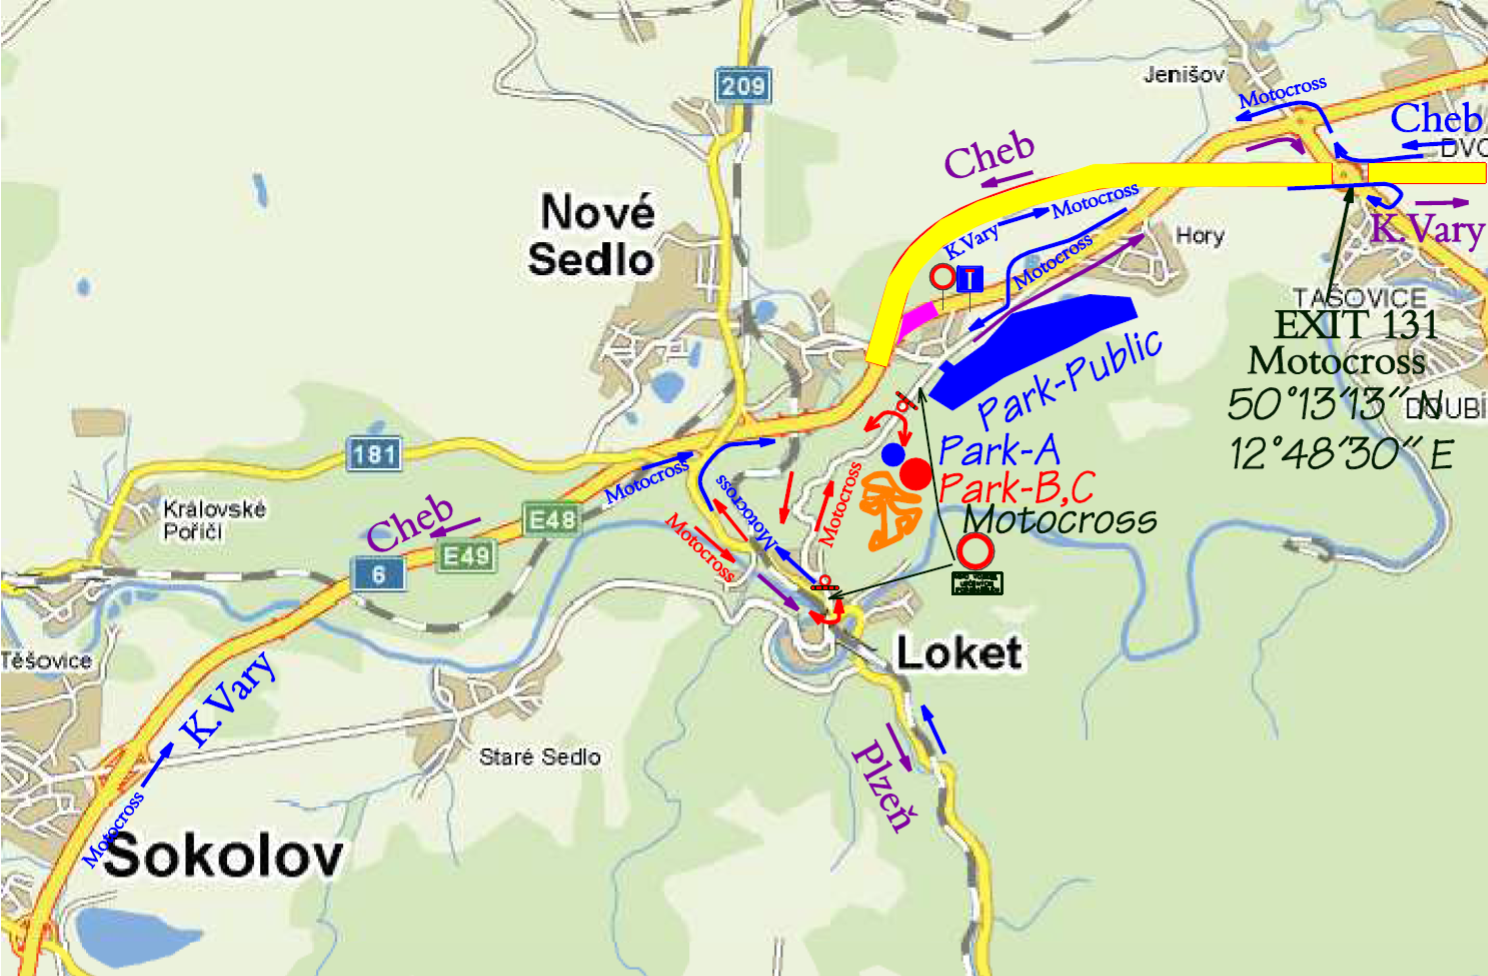 Jenišov
209
Motocross
Cheb
DVO
Cheb
Nové
Sedlo
K.Vary
Motocross
Motocross
Hory
K.Vary
TAŠOVICE
EXIT 131
Motocross
50°13'13" N
DOUBÍ
12°48'30" E
Park-Public
181
Park-A
Park-B,C
Motocross
Královské
Poříčí
Cheb
E48
E49
6
Motocross
Motocross
Motocross
Motocross
Těšovice
Loket
K.Vary
Staré Sedlo
Plzeň
Motocross
Sokolov